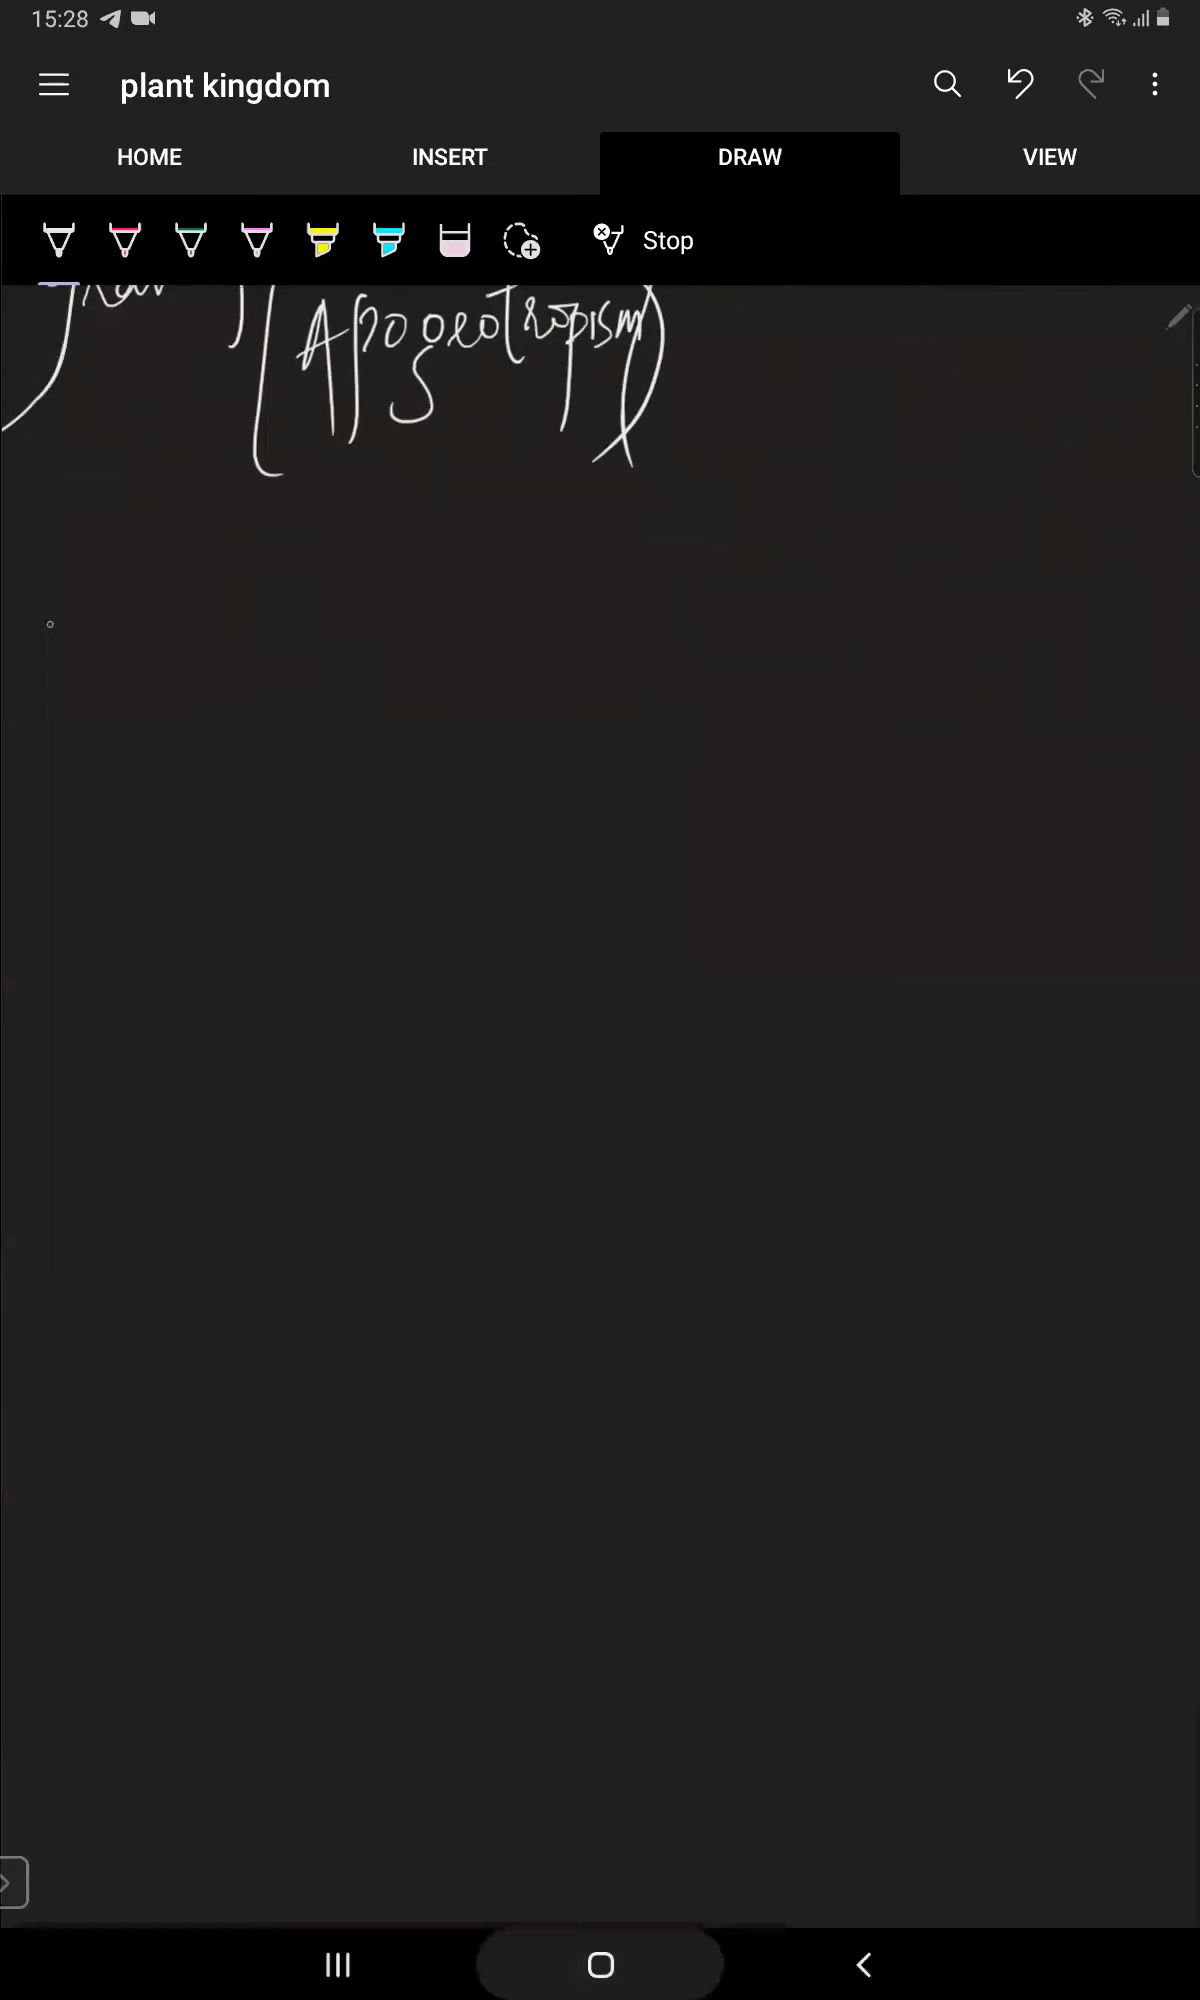 15:28
plant kingdom
HOME INSERT DRAW VIEW
Stop
(Apogeotropism)